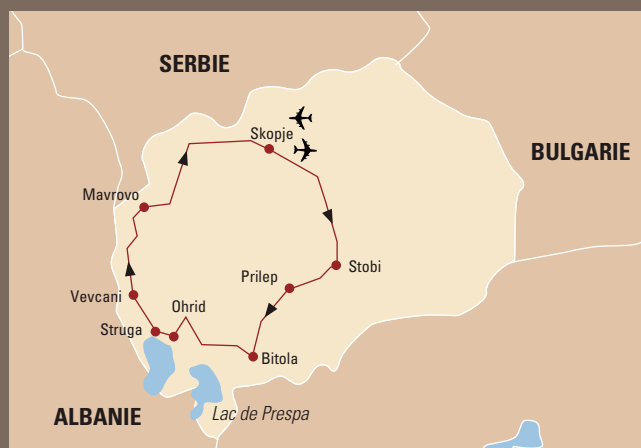 SERBIE
Skopje
BULGARIE
Mavrovo
Stobi
Prilep
Vevcani
Ohrid
Struga
Bitola
ALBANIE
Lac de Prespa